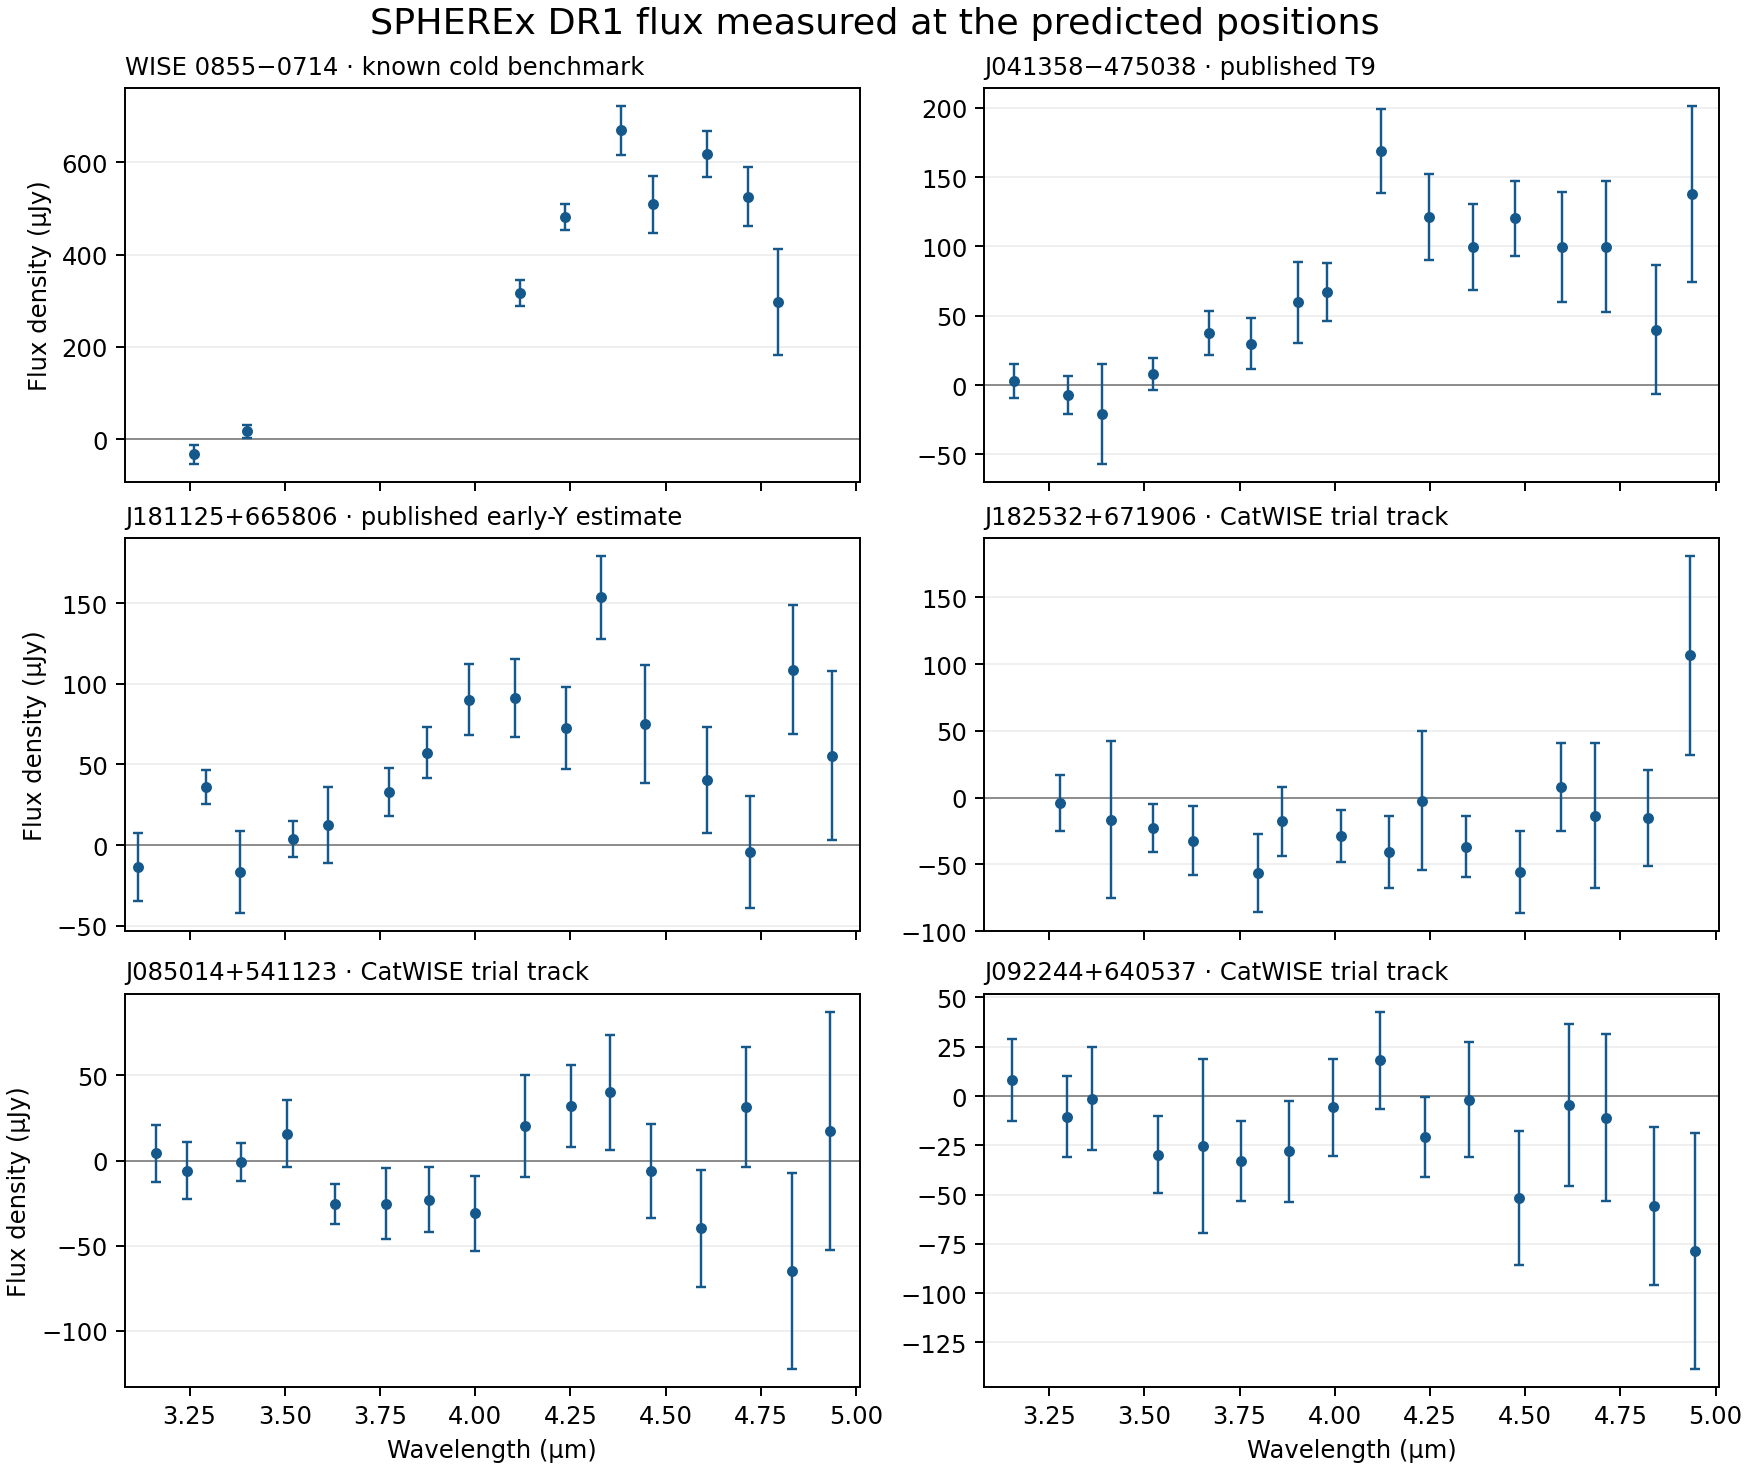 SPHEREx DR1 flux measured at the predicted positions
WISE 0855−0714 · known cold benchmark
J041358−475038 · published T9
Flux density (μJy)
600
400
200
0
200
150
100
50
0
−50
J181125+665806 · published early-Y estimate
J182532+671906 · CatWISE trial track
Flux density (μJy)
150
100
50
0
−50
150
100
50
0
−50
−100
J085014+541123 · CatWISE trial track
J092244+640537 · CatWISE trial track
Flux density (μJy)
50
0
−50
−100
50
25
0
−25
−50
−75
−100
−125
3.25 3.50 3.75 4.00 4.25 4.50 4.75 5.00
3.25 3.50 3.75 4.00 4.25 4.50 4.75 5.00
Wavelength (μm)
Wavelength (μm)